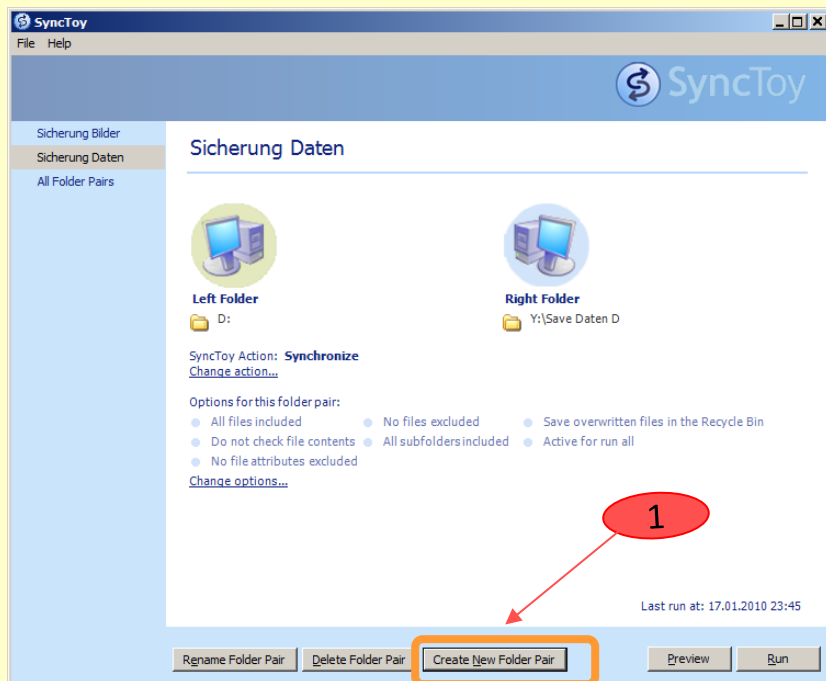 SyncToy
File Help
SyncToy
Sicherung Bilder
Sicherung Daten
All Folder Pairs
Sicherung Daten
Left Folder
D:
Right Folder
Y:\Save Daten D
SyncToy Action: Synchronize
Change action...
Options for this folder pair:
All files included No files excluded Save overwritten files in the Recycle Bin
Do not check file contents All subfolders included Active for run all
No file attributes excluded
Change options...
1
Last run at: 17.01.2010 23:45
Rename Folder Pair Delete Folder Pair Create New Folder Pair Preview Run